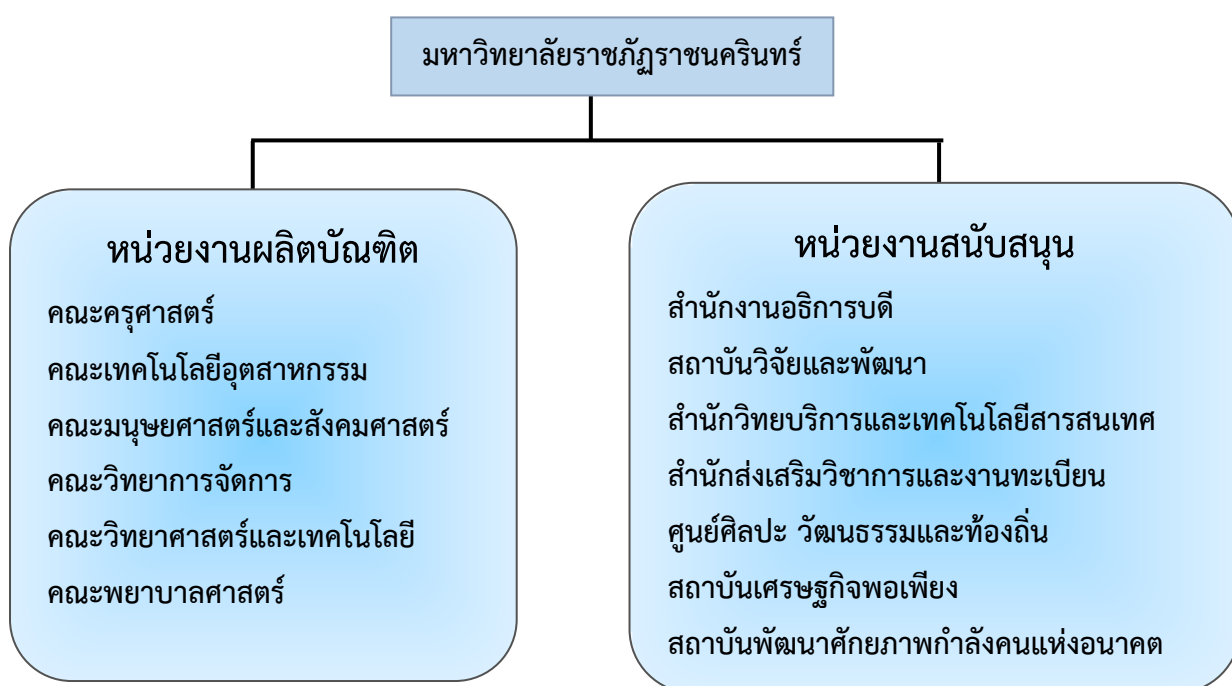 มหาวิทยาลัยราชภัฏราชนครินทร์
หน่วยงานผลิตบัณฑิต
คณะครุศาสตร์
คณะเทคโนโลยีอุตสาหกรรม
คณะมนุษยศาสตร์และสังคมศาสตร์
คณะวิทยาการจัดการ
คณะวิทยาศาสตร์และเทคโนโลยี
คณะพยาบาลศาสตร์
หน่วยงานสนับสนุน
สำนักงานอธิการบดี
สถาบันวิจัยและพัฒนา
สำนักวิทยบริการและเทคโนโลยีสารสนเทศ
สำนักส่งเสริมวิชาการและงานทะเบียน
ศูนย์ศิลปะ วัฒนธรรมและท้องถิ่น
สถาบันเศรษฐกิจพอเพียง
สถาบันพัฒนาศักยภาพกำลังคนแห่งอนาคต